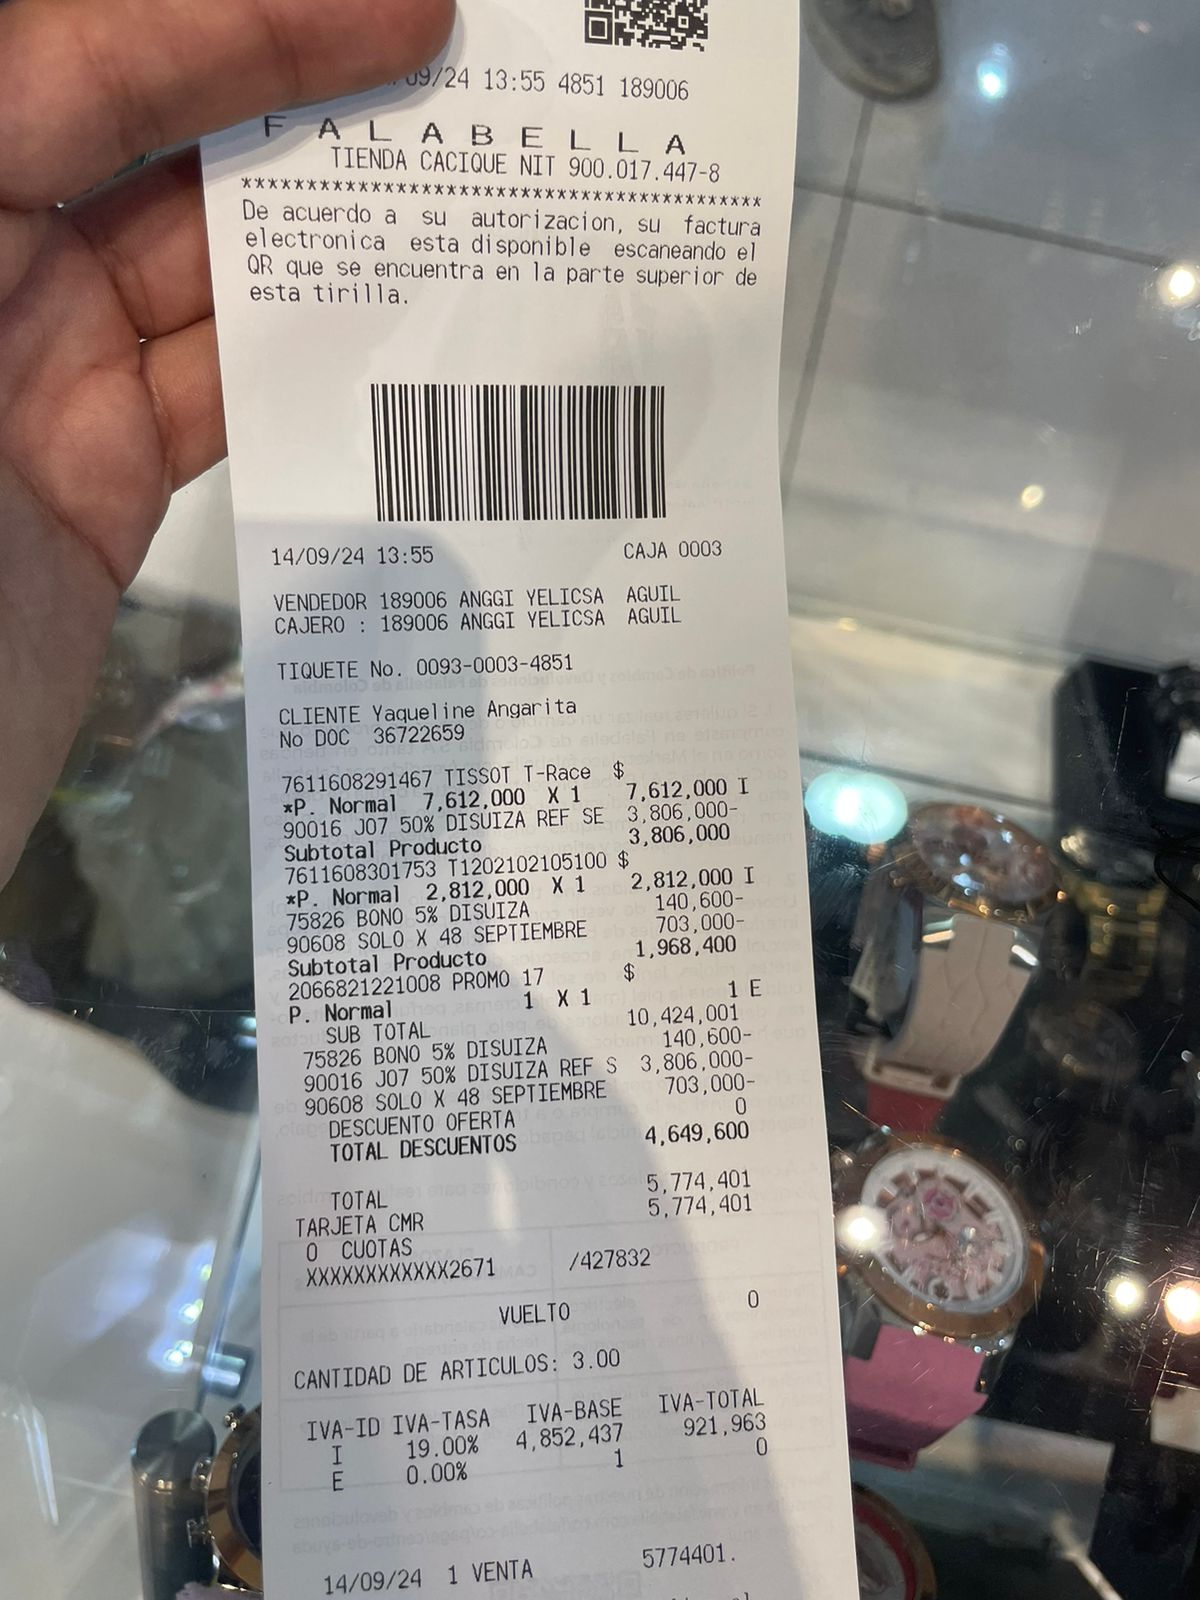 09/24 13:55 4851 189006
F A L A B E L L A
TIENDA CACIQUE NIT 900.017.447-8
****************************************
De acuerdo a su autorizacion, su factura
electronica esta disponible escaneando el
QR que se encuentra en la parte superior de
esta tirilla.
14/09/24 13:55 CAJA 0003
VENDEDOR 189006 ANGGI YELICSA AGUIL
CAJERO : 189006 ANGGI YELICSA AGUIL
TIQUETE No. 0093-0003-4851
CLIENTE Yaqueline Angarita
No DOC 36722659
7611608291467 TISSOT T-Race $
*P. Normal 7,612,000 X 1 7,612,000 I
90016 J07 50% DISUIZA REF SE 3,806,000-
Subtotal Producto 3,806,000
7611608301753 T1202102105100 $
*P. Normal 2,812,000 X 1 2,812,000 I
75826 BONO 5% DISUIZA 140,600-
90608 SOLO X 48 SEPTIEMBRE 703,000-
Subtotal Producto 1,968,400
2066821221008 PROMO 17 $
P. Normal 1 X 1 1 E
SUB TOTAL 10,424,001
75826 BONO 5% DISUIZA 140,600-
90016 J07 50% DISUIZA REF S 3,806,000-
90608 SOLO X 48 SEPTIEMBRE 703,000-
DESCUENTO OFERTA 0
TOTAL DESCUENTOS 4,649,600
TOTAL 5,774,401
TARJETA CMR 5,774,401
0 CUOTAS
XXXXXXXXXXXX2671 /427832
VUELTO 0
CANTIDAD DE ARTICULOS: 3.00
IVA-ID IVA-TASA IVA-BASE IVA-TOTAL
I 19.00% 4,852,437 921,963
E 0.00% 1 0
14/09/24 1 VENTA 5774401.